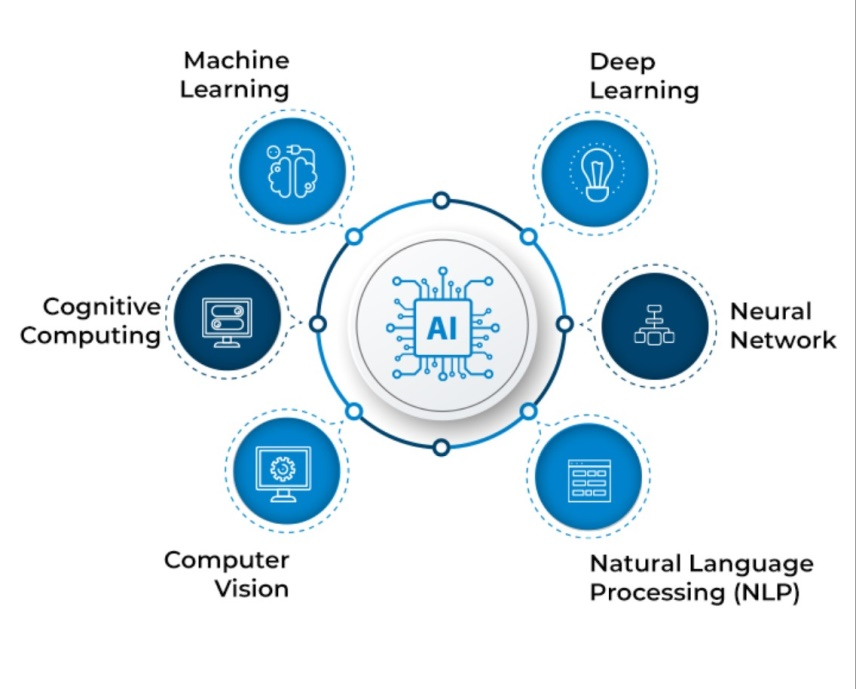 Machine
Learning
Deep
Learning
Cognitive
Computing
AI
Neural
Network
Computer
Vision
Natural Language
Processing (NLP)